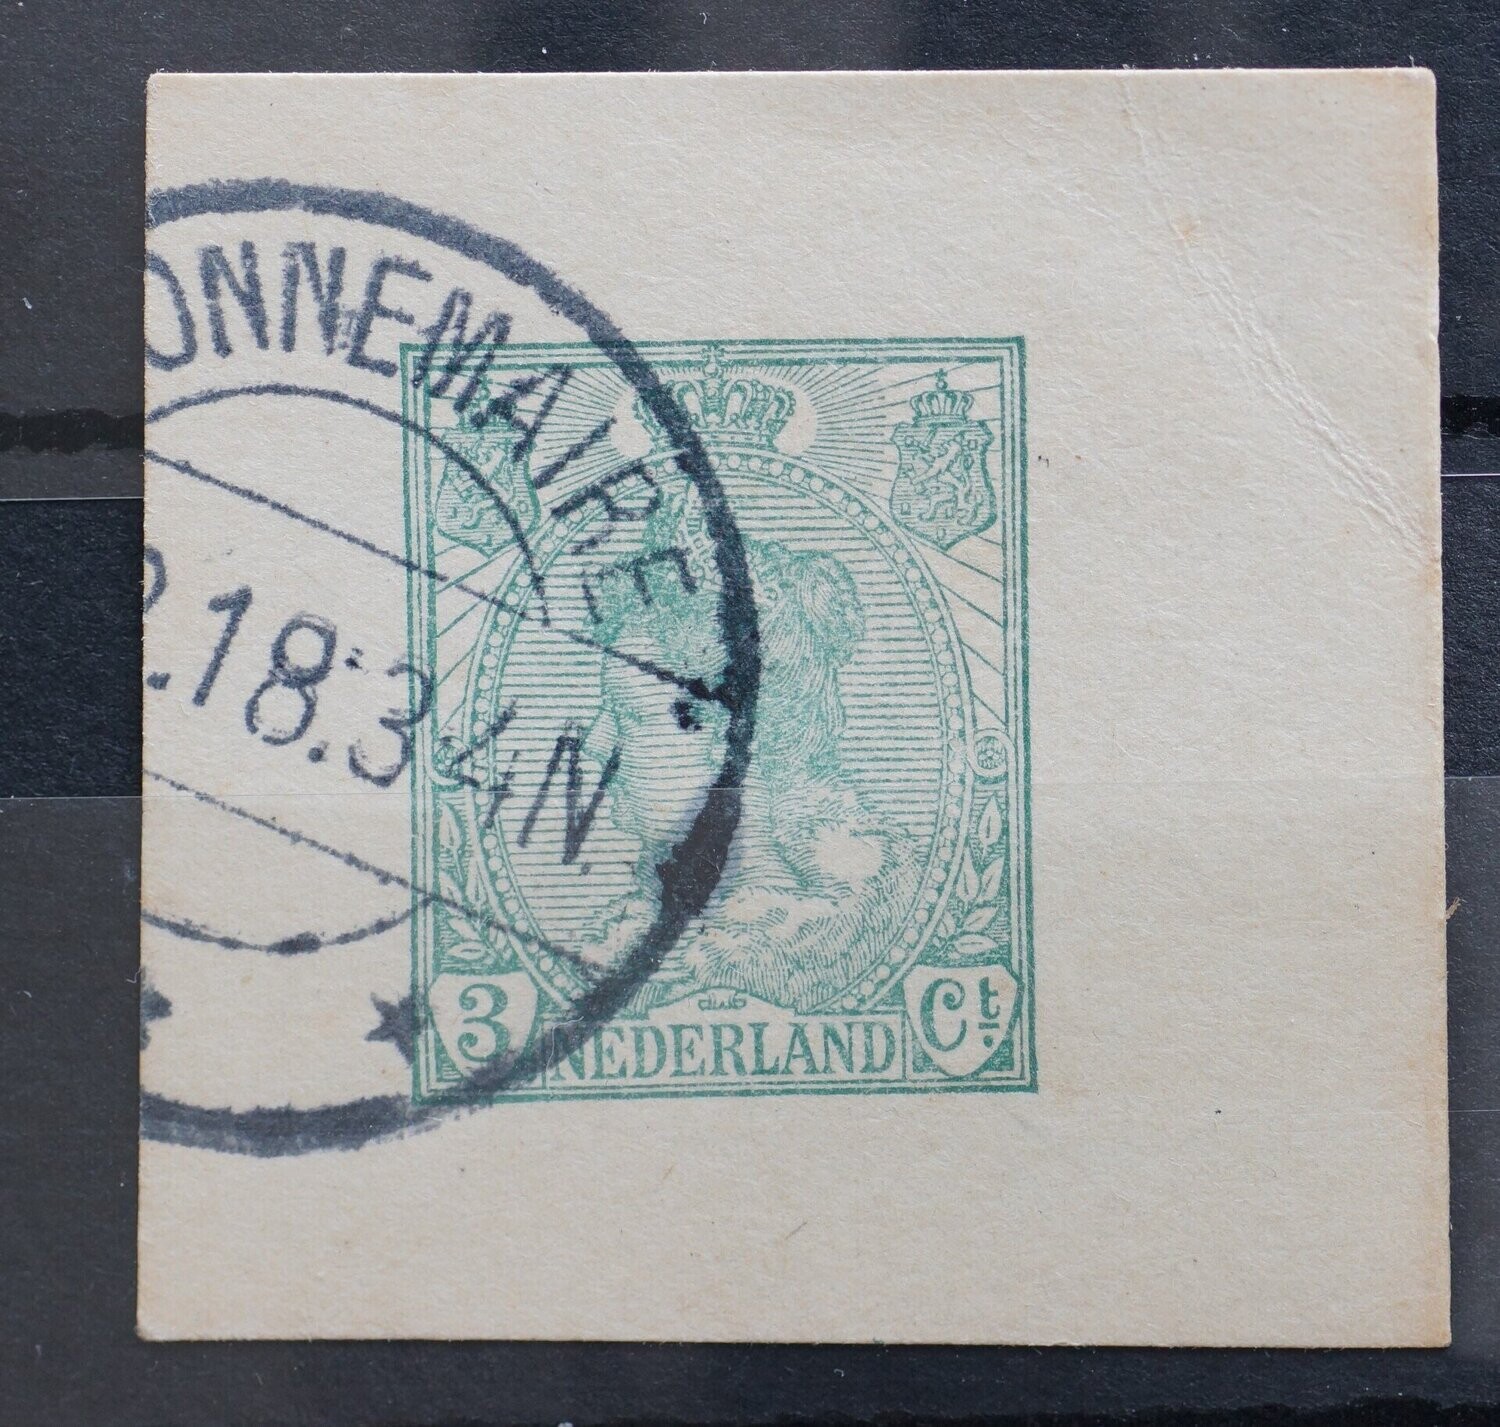 ONNEMAIRE
.18:3-4N.
3
NEDERLAND
Ct.